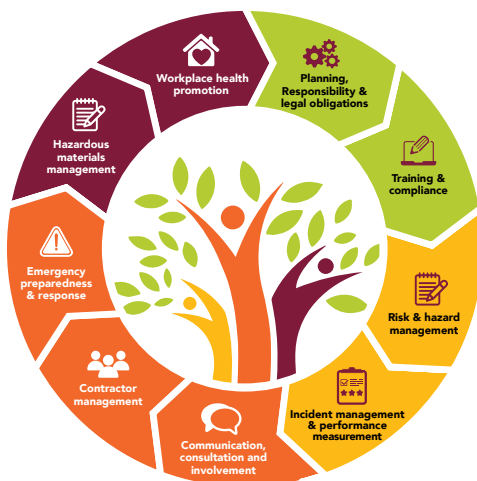 Planning,
Responsibility &
legal obligations
Training &
compliance
Risk & hazard
management
Incident management
& performance
measurement
Communication,
consultation and
involvement
Contractor
management
Emergency
preparedness
& response
Hazardous
materials
management
Workplace health
promotion